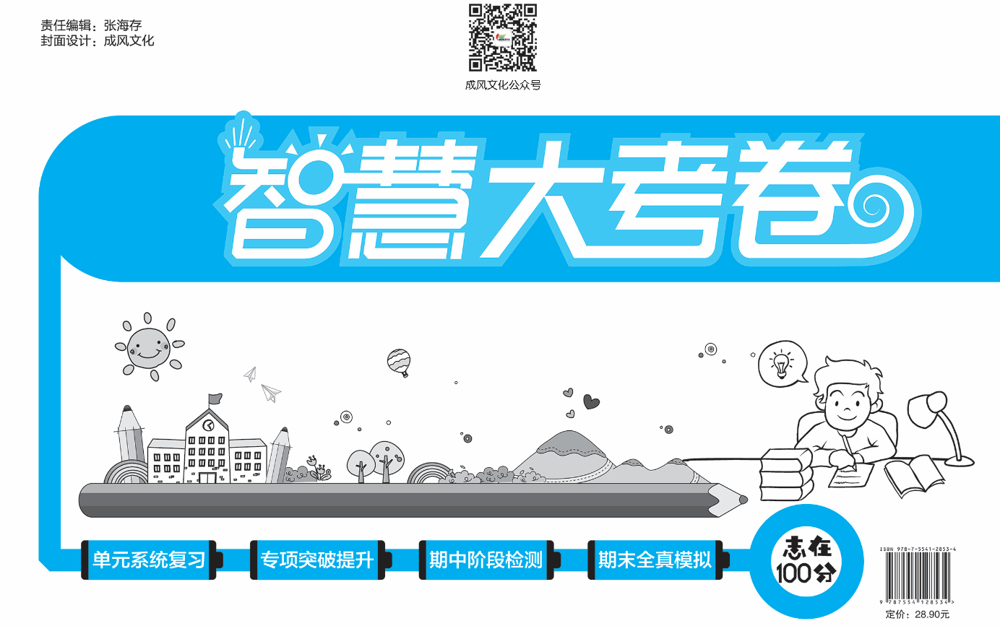 责任编辑：张海存
封面设计：成风文化
成风文化公众号
智慧大考卷
单元系统复习
专项突破提升
期中阶段检测
期末全真模拟
志在
100分
ISBN 978-7-5541-2853-4
9 787554 128534 >
定价：28.90元